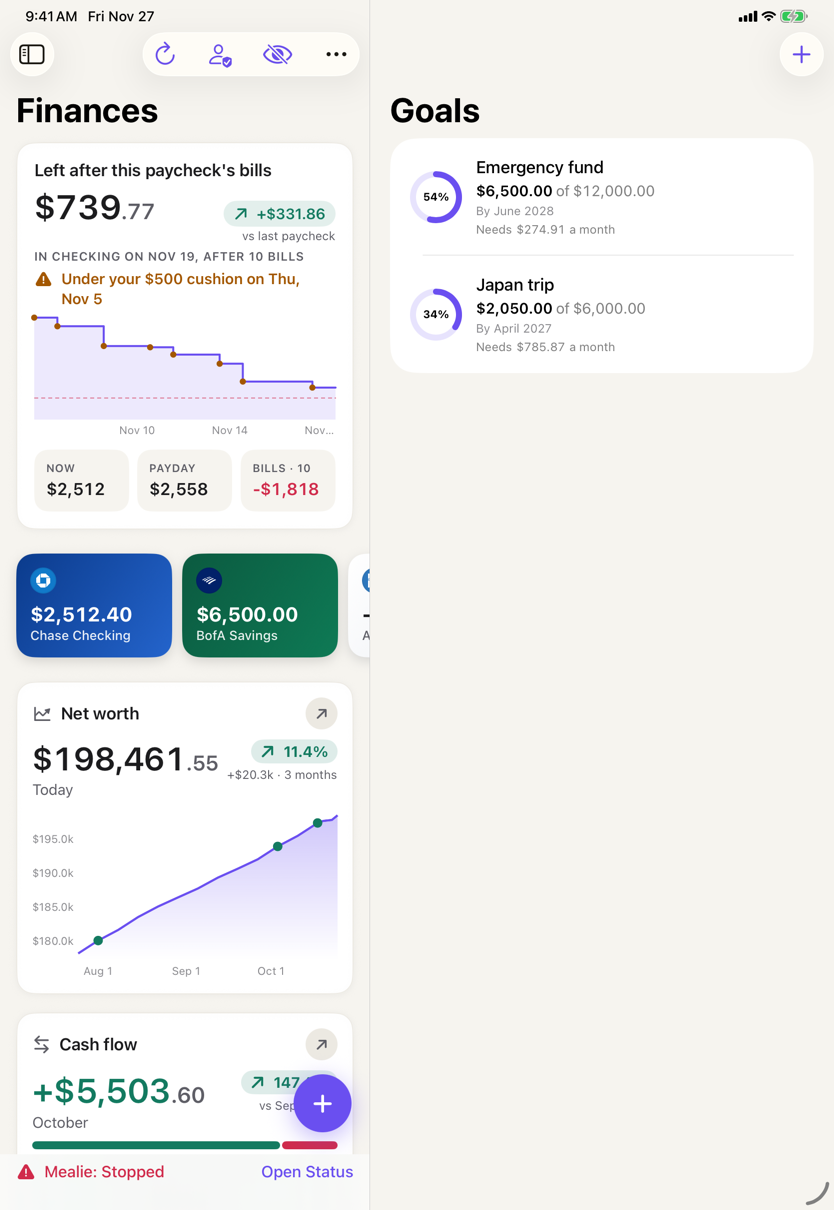 9:41 AM Fri Nov 27
Finances
Left after this paycheck's bills
$739.77
+$331.86
vs last paycheck
IN CHECKING ON NOV 19, AFTER 10 BILLS
Under your $500 cushion on Thu,
Nov 5
Nov 10 Nov 14 Nov...
NOW
$2,512
PAYDAY
$2,558
BILLS · 10
-$1,818
$2,512.40
Chase Checking
$6,500.00
BofA Savings
Net worth
$198,461.55
11.4%
+$20.3k · 3 months
Today
$195.0k
$190.0k
$185.0k
$180.0k
Aug 1 Sep 1 Oct 1
Cash flow
+$5,503.60
147
vs Sep
October
Mealie: Stopped
Open Status
Goals
54%
Emergency fund
$6,500.00 of $12,000.00
By June 2028
Needs $274.91 a month
34%
Japan trip
$2,050.00 of $6,000.00
By April 2027
Needs $785.87 a month